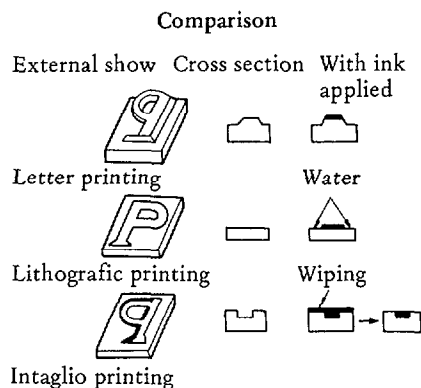 Comparison
External show Cross section With ink
applied
Letter printing Water
Lithografic printing Wiping
Intaglio printing